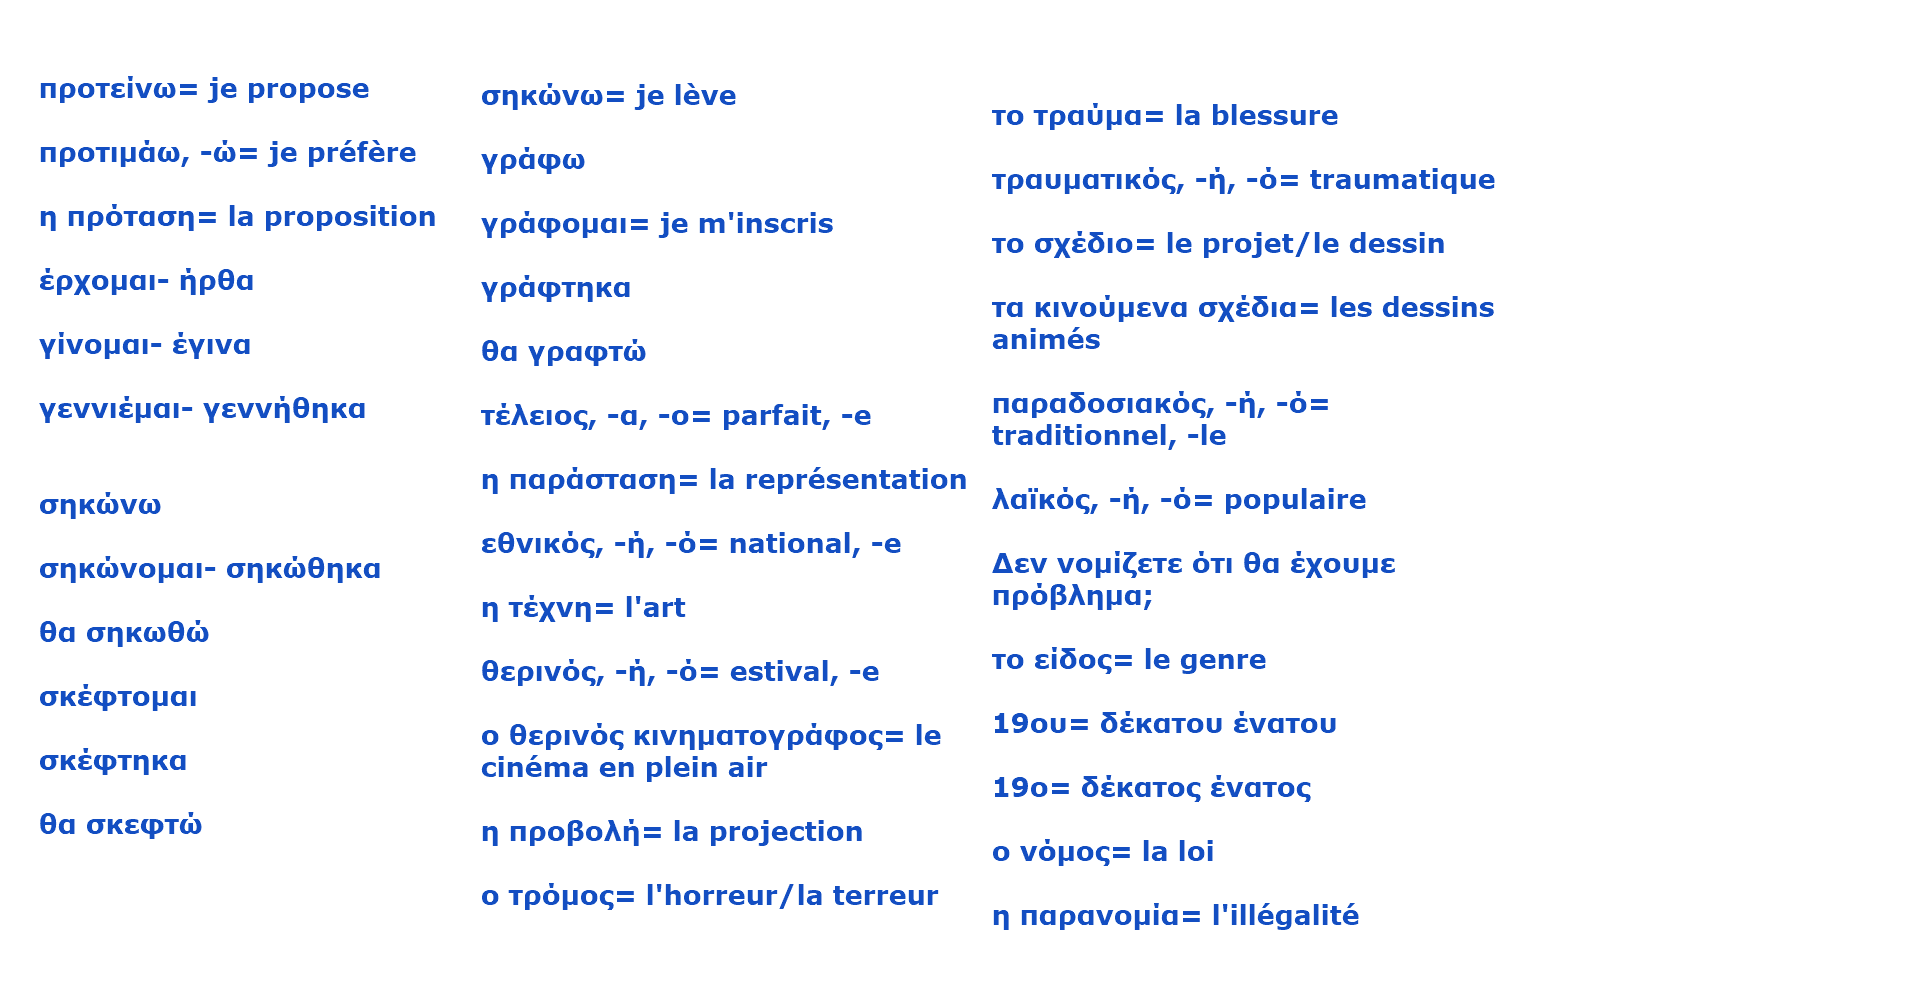 προτείνω= je propose
προτιμάω, -ώ= je préfère
η πρόταση= la proposition
έρχομαι- ήρθα
γίνομαι- έγινα
γεννιέμαι- γεννήθηκα
σηκώνω
σηκώνομαι- σηκώθηκα
θα σηκωθώ
σκέφτομαι
σκέφτηκα
θα σκεφτώ
σηκώνω= je lève
γράφω
γράφομαι= je m'inscris
γράφτηκα
θα γραφτώ
τέλειος, -α, -ο= parfait, -e
η παράσταση= la représentation
εθνικός, -ή, -ό= national, -e
η τέχνη= l'art
θερινός, -ή, -ό= estival, -e
ο θερινός κινηματογράφος= le
cinéma en plein air
η προβολή= la projection
ο τρόμος= l'horreur/la terreur
το τραύμα= la blessure
τραυματικός, -ή, -ό= traumatique
το σχέδιο= le projet/le dessin
τα κινούμενα σχέδια= les dessins
animés
παραδοσιακός, -ή, -ό=
traditionnel, -le
λαϊκός, -ή, -ό= populaire
Δεν νομίζετε ότι θα έχουμε
πρόβλημα;
το είδος= le genre
19ου= δέκατου ένατου
19ο= δέκατος ένατος
ο νόμος= la loi
η παρανομία= l'illégalité